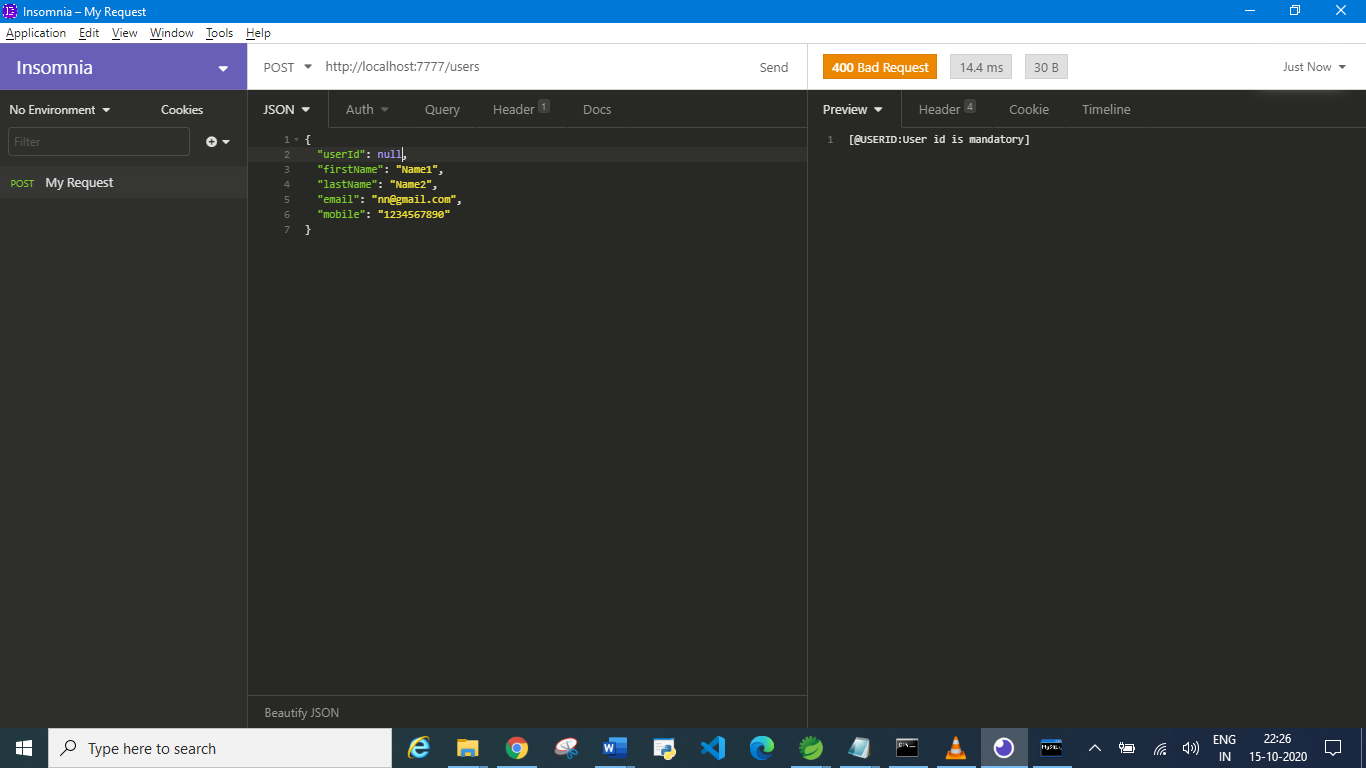 Insomnia – My Request
Application Edit View Window Tools Help
Insomnia
POST http://localhost:7777/users Send
400 Bad Request 14.4 ms 30 B Just Now
No Environment Cookies
JSON Auth Query Header 1 Docs
Preview Header 4 Cookie Timeline
Filter
POST My Request
1 {
2 "userId": null,
3 "firstName": "Name1",
4 "lastName": "Name2",
5 "email": "nn@gmail.com",
6 "mobile": "1234567890"
7 }
1 [@USERID:User id is mandatory]
Beautify JSON
Type here to search
ENG
IN
22:26
15-10-2020